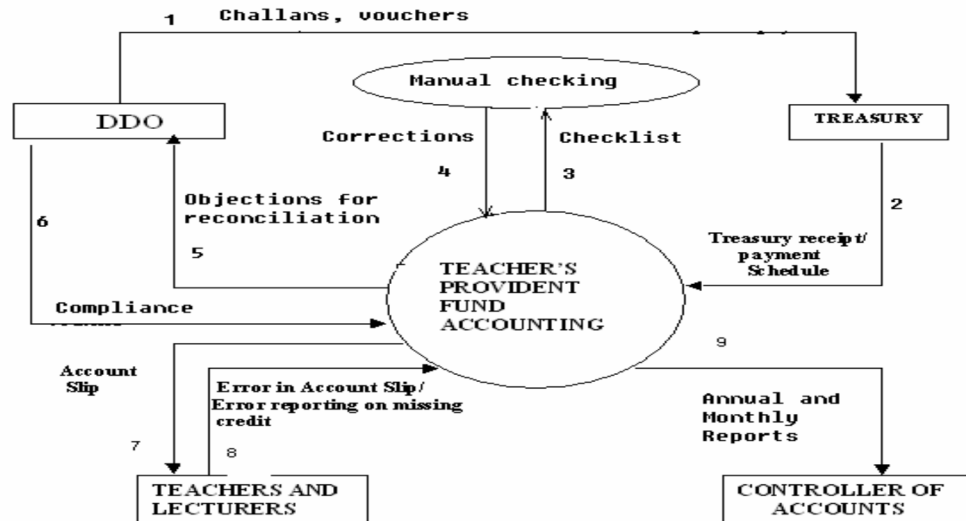 1 Challans, vouchers
Manual checking
DDO
TREASURY
Corrections
Checklist
4
3
2
6
Objections for
reconciliation
5
Treasury receipt/
payment
Schedule
TEACHER'S
PROVIDENT
FUND
ACCOUNTING
Compliance
9
Account
Slip
Error in Account Slip/
Error reporting on missing
credit
Annual and
Monthly
Reports
7
8
TEACHERS AND
LECTURERS
CONTROLLER OF
ACCOUNTS